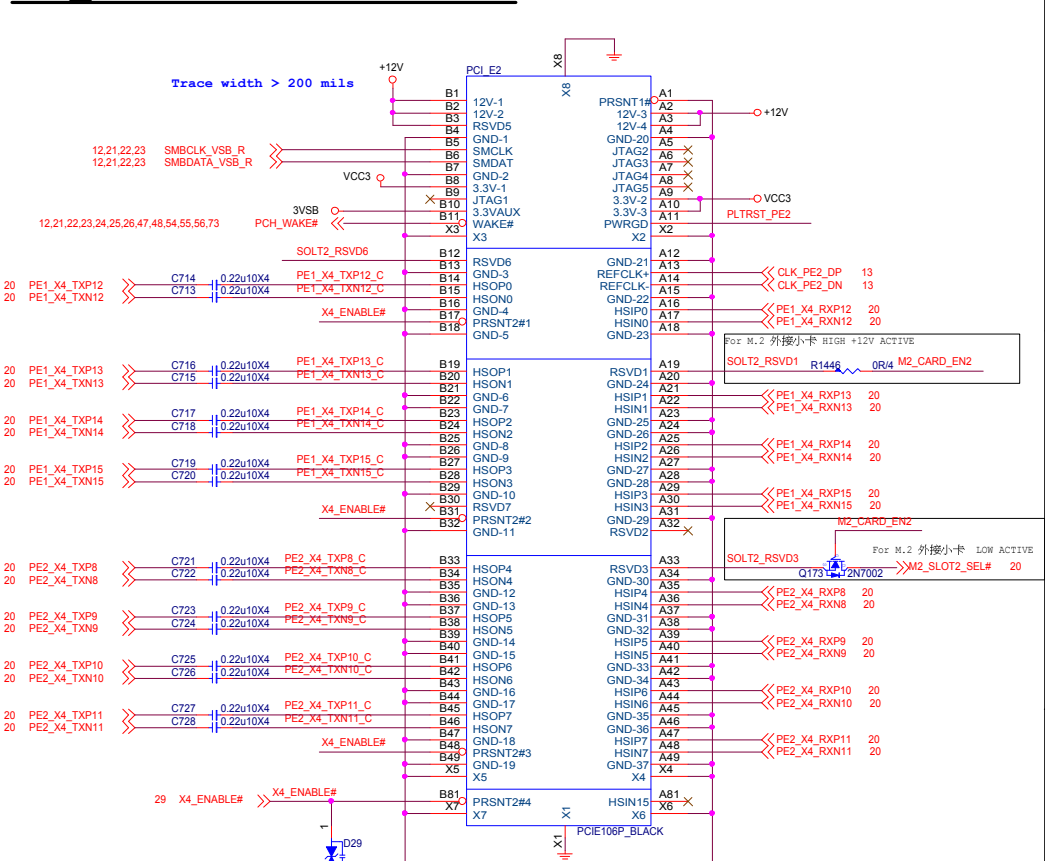 +12V
PCI_E2
X8
X8
Trace width > 200 mils
B1 12V-1 PRSNT1# A1
B2 12V-2 12V-3 A2 +12V
B3 RSVD5 12V-4 A3
B4 GND-1 GND-20 A4
12,21,22,23 SMBCLK_VSB_R B5 SMCLK JTAG2 A5
12,21,22,23 SMBDATA_VSB_R B6 SMDAT JTAG3 A6
B7 GND-2 JTAG4 A7
VCC3 B8 3.3V-1 JTAG5 A8
B9 JTAG1 3.3V-2 A9 VCC3
3VSB B10 3.3VAUX 3.3V-3 A10
12,21,22,23,24,25,26,47,48,54,55,56,73 PCH_WAKE# B11 WAKE# PWRGD A11 PLTRST_PE2
X3 X3 X2 X2
SOLT2_RSVD6 B12 RSVD6 GND-21 A12
B13 GND-3 REFCLK+ A13 CLK_PE2_DP 13
20 PE1_X4_TXP12 C714 0.22u10X4 PE1_X4_TXP12_C B14 HSOP0 REFCLK- A14 CLK_PE2_DN 13
20 PE1_X4_TXN12 C713 0.22u10X4 PE1_X4_TXN12_C B15 HSON0 GND-22 A15
B16 GND-4 HSIP0 A16 PE1_X4_RXP12 20
X4_ENABLE# B17 PRSNT2#1 HSIN0 A17 PE1_X4_RXN12 20
B18 GND-5 GND-23 A18
For M.2 外接小卡 HIGH +12V ACTIVE
20 PE1_X4_TXP13 C716 0.22u10X4 PE1_X4_TXP13_C B19 HSOP1 RSVD1 A19 SOLT2_RSVD1 R1446 0R/4 M2_CARD_EN2
20 PE1_X4_TXN13 C715 0.22u10X4 PE1_X4_TXN13_C B20 HSON1 GND-24 A20
B21 GND-6 HSIP1 A21 PE1_X4_RXP13 20
B22 GND-7 HSIN1 A22 PE1_X4_RXN13 20
20 PE1_X4_TXP14 C717 0.22u10X4 PE1_X4_TXP14_C B23 HSOP2 GND-25 A23
20 PE1_X4_TXN14 C718 0.22u10X4 PE1_X4_TXN14_C B24 HSON2 GND-26 A24
B25 GND-8 HSIP2 A25 PE1_X4_RXP14 20
B26 GND-9 HSIN2 A26 PE1_X4_RXN14 20
20 PE1_X4_TXP15 C719 0.22u10X4 PE1_X4_TXP15_C B27 HSOP3 GND-27 A27
20 PE1_X4_TXN15 C720 0.22u10X4 PE1_X4_TXN15_C B28 HSON3 GND-28 A28
B29 GND-10 HSIP3 A29 PE1_X4_RXP15 20
B30 RSVD7 HSIN3 A30 PE1_X4_RXN15 20
X4_ENABLE# B31 PRSNT2#2 GND-29 A31
B32 GND-11 RSVD2 A32 M2_CARD_EN2
For M.2 外接小卡 LOW ACTIVE
20 PE2_X4_TXP8 C721 0.22u10X4 PE2_X4_TXP8_C B33 HSOP4 RSVD3 A33 SOLT2_RSVD3 Q173 2N7002 M2_SLOT2_SEL# 20
20 PE2_X4_TXN8 C722 0.22u10X4 PE2_X4_TXN8_C B34 HSON4 GND-30 A34
B35 GND-12 HSIP4 A35 PE2_X4_RXP8 20
B36 GND-13 HSIN4 A36 PE2_X4_RXN8 20
20 PE2_X4_TXP9 C723 0.22u10X4 PE2_X4_TXP9_C B37 HSOP5 GND-31 A37
20 PE2_X4_TXN9 C724 0.22u10X4 PE2_X4_TXN9_C B38 HSON5 GND-32 A38
B39 GND-14 HSIP5 A39 PE2_X4_RXP9 20
B40 GND-15 HSIN5 A40 PE2_X4_RXN9 20
20 PE2_X4_TXP10 C725 0.22u10X4 PE2_X4_TXP10_C B41 HSOP6 GND-33 A41
20 PE2_X4_TXN10 C726 0.22u10X4 PE2_X4_TXN10_C B42 HSON6 GND-34 A42
B43 GND-16 HSIP6 A43 PE2_X4_RXP10 20
B44 GND-17 HSIN6 A44 PE2_X4_RXN10 20
20 PE2_X4_TXP11 C727 0.22u10X4 PE2_X4_TXP11_C B45 HSOP7 GND-35 A45
20 PE2_X4_TXN11 C728 0.22u10X4 PE2_X4_TXN11_C B46 HSON7 GND-36 A46
B47 GND-18 HSIP7 A47 PE2_X4_RXP11 20
X4_ENABLE# B48 PRSNT2#3 HSIN7 A48 PE2_X4_RXN11 20
B49 GND-19 GND-37 A49
X5 X5 X4 X4
29 X4_ENABLE# X4_ENABLE# B81 PRSNT2#4 HSIN15 A81
X7 X7 X1 X6 X6
1 X1 PCIE106P_BLACK
D29